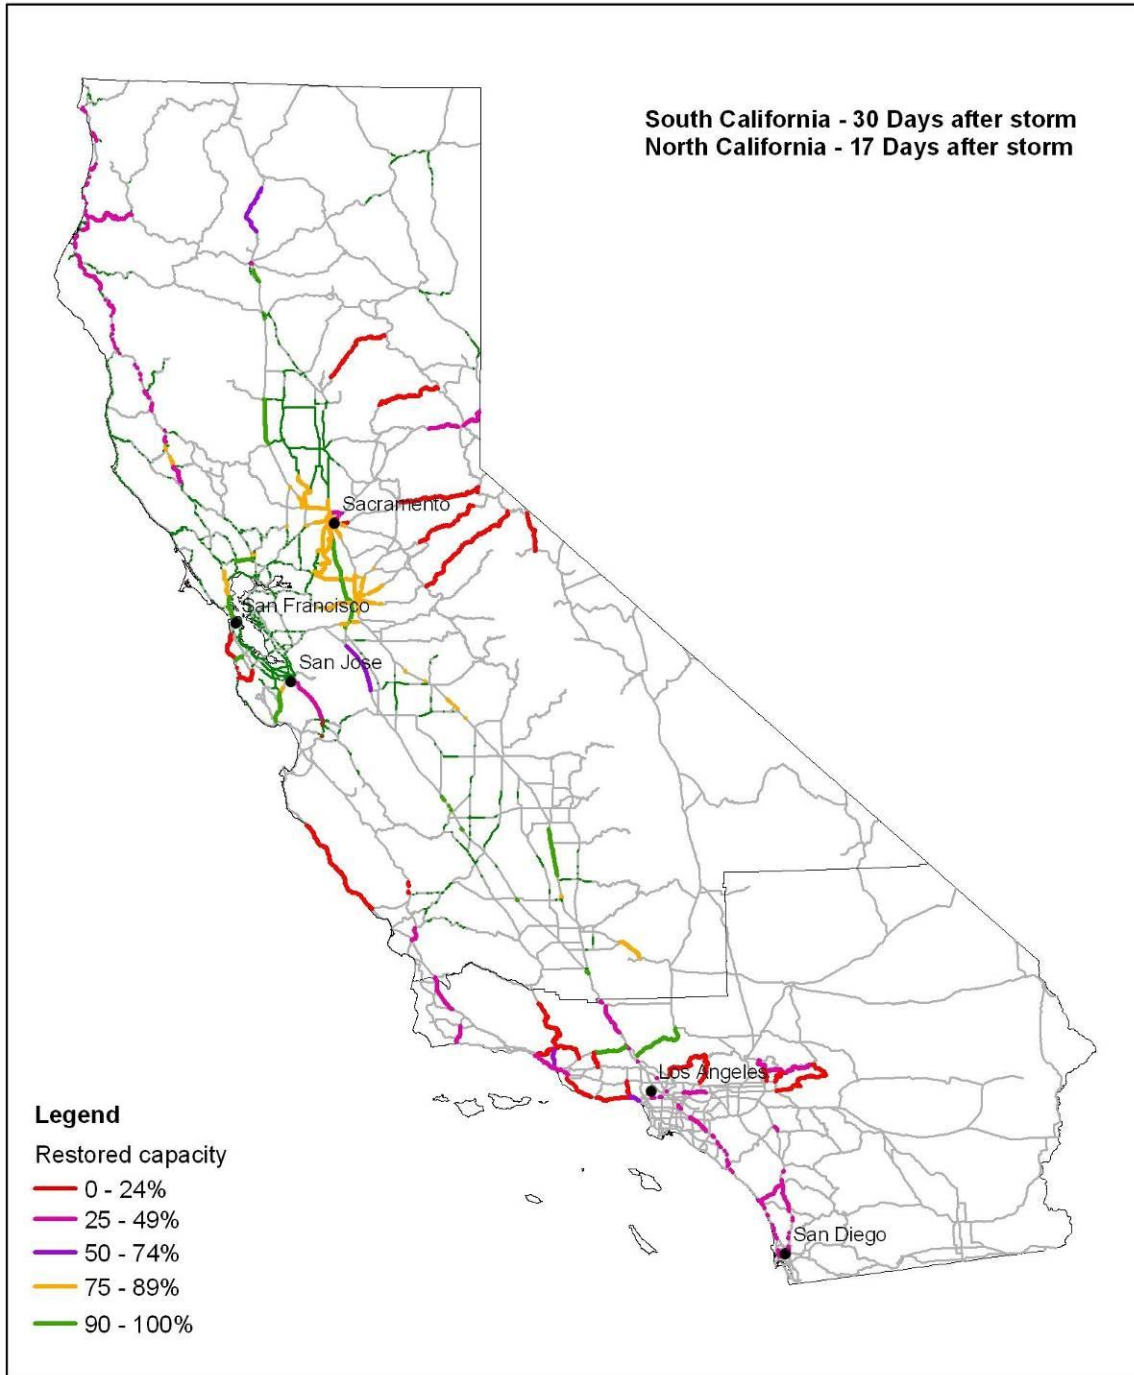 South California - 30 Days after storm
North California - 17 Days after storm
Sacramento
San Francisco
San Jose
Los Angeles
San Diego
Legend
Restored capacity
0 - 24%
25 - 49%
50 - 74%
75 - 89%
90 - 100%